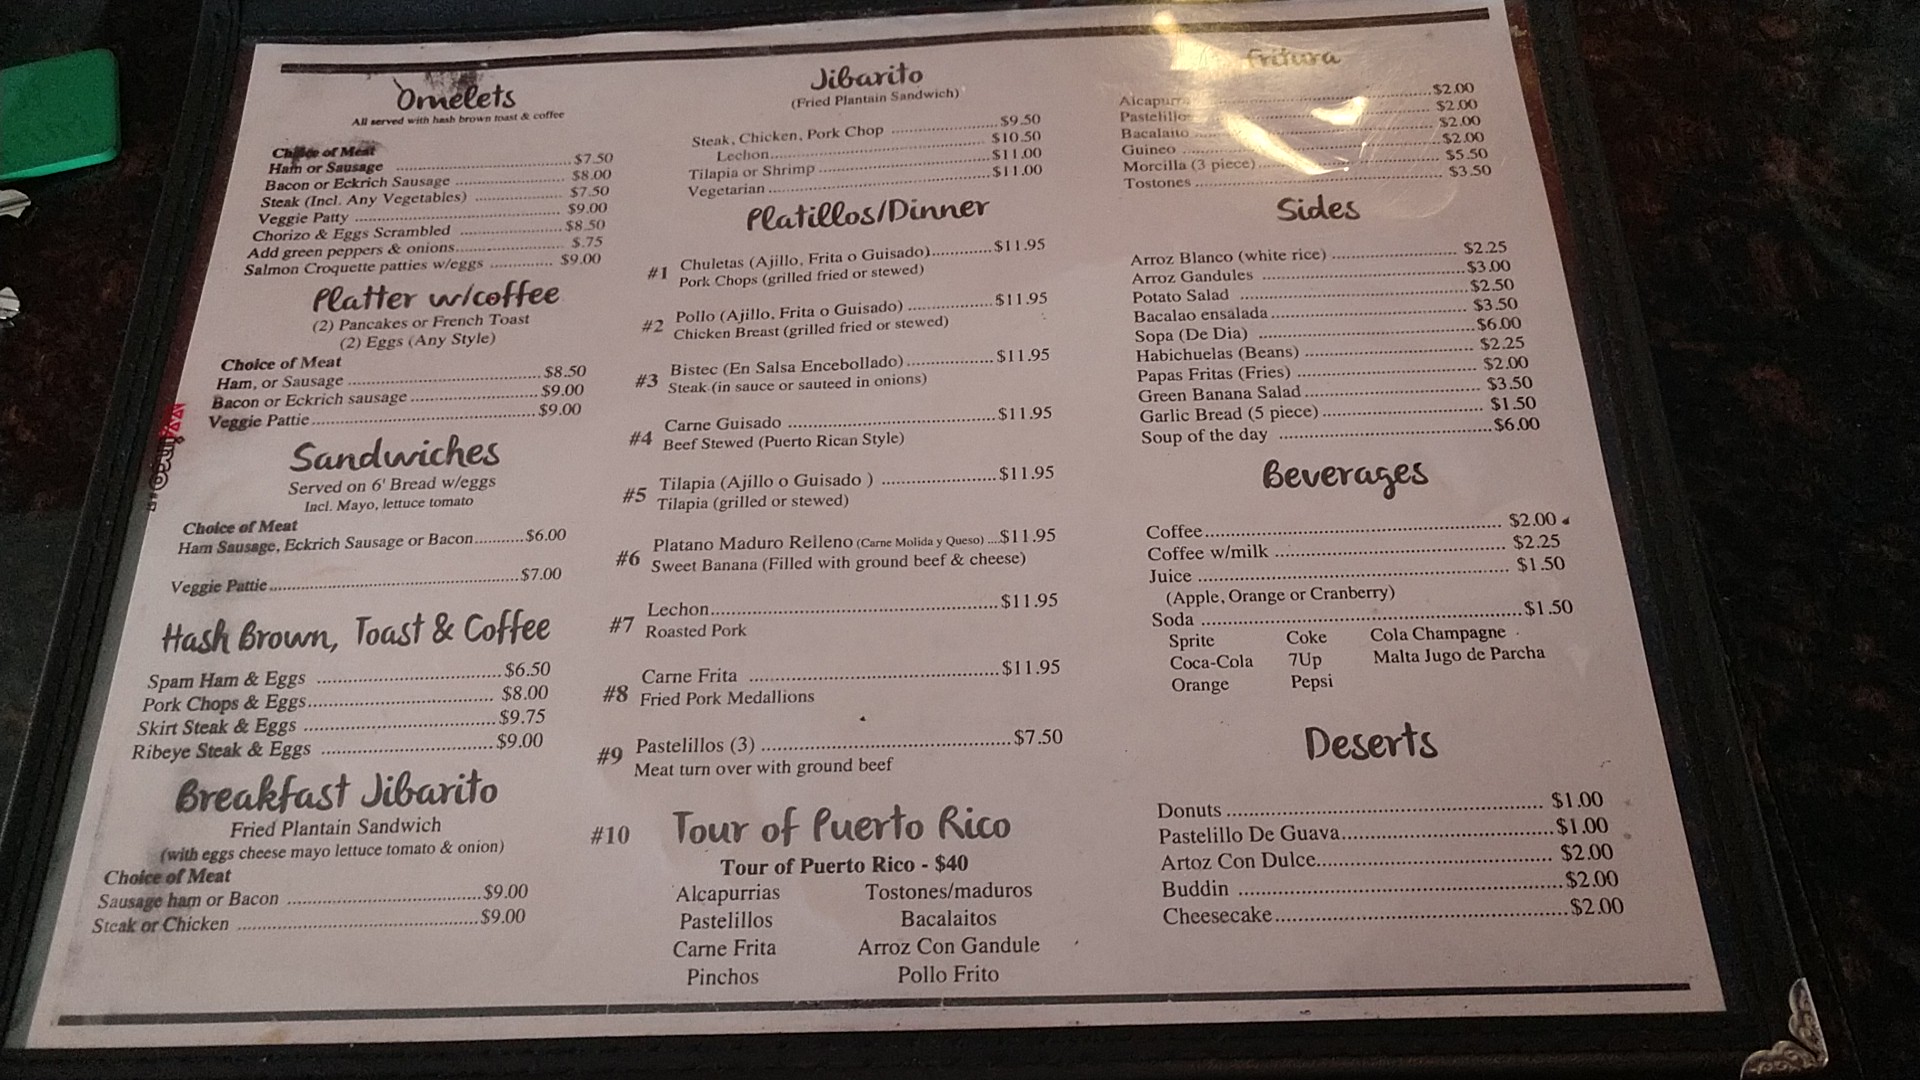 Omelets
All served with hash brown toast & coffee
Choice of Meat
Ham or Sausage ........ $7.50
Bacon or Eckrich Sausage ........ $8.00
Steak (Incl. Any Vegetables) ........ $7.50
Veggie Patty ........ $9.00
Chorizo & Eggs Scrambled ........ $8.50
Add green peppers & onions ........ $.75
Salmon Croquette patties w/eggs ........ $9.00
Platter w/coffee
(2) Pancakes or French Toast
(2) Eggs (Any Style)
Choice of Meat
Ham, or Sausage ........ $8.50
Bacon or Eckrich sausage ........ $9.00
Veggie Pattie ........ $9.00
Sandwiches
Served on 6' Bread w/eggs
Incl. Mayo, lettuce tomato
Choice of Meat
Ham Sausage, Eckrich Sausage or Bacon ........ $6.00
Veggie Pattie ........ $7.00
Hash Brown, Toast & Coffee
Spam Ham & Eggs ........ $6.50
Pork Chops & Eggs ........ $8.00
Skirt Steak & Eggs ........ $9.75
Ribeye Steak & Eggs ........ $9.00
Breakfast Jibarito
Fried Plantain Sandwich
(with eggs cheese mayo lettuce tomato & onion)
Choice of Meat
Sausage ham or Bacon ........ $9.00
Steak or Chicken ........ $9.00
Jibarito
(Fried Plantain Sandwich)
Steak, Chicken, Pork Chop ........ $9.50
Lechon ........ $10.50
Tilapia or Shrimp ........ $11.00
Vegetarian ........ $11.00
Platillos/Dinner
#1 Chuletas (Ajillo, Frita o Guisado) ........ $11.95
Pork Chops (grilled fried or stewed)
#2 Pollo (Ajillo, Frita o Guisado) ........ $11.95
Chicken Breast (grilled fried or stewed)
#3 Bistec (En Salsa Encebollado) ........ $11.95
Steak (in sauce or sauteed in onions)
#4 Carne Guisado ........ $11.95
Beef Stewed (Puerto Rican Style)
#5 Tilapia (Ajillo o Guisado ) ........ $11.95
Tilapia (grilled or stewed)
#6 Platano Maduro Reileno (Carne Molida y Queso) .... $11.95
Sweet Banana (Filled with ground beef & cheese)
#7 Lechon ........ $11.95
Roasted Pork
#8 Carne Frita ........ $11.95
Fried Pork Medallions
#9 Pastelillos (3) ........ $7.50
Meat turn over with ground beef
#10 Tour of Puerto Rico
Tour of Puerto Rico - $40
Alcapurrias Tostones/maduros
Pastelillos Bacalaitos
Carne Frita Arroz Con Gandule
Pinchos Pollo Frito
Fritura
........ $2.00
Pastelillo ........ $2.00
Bacalaito ........ $2.00
Guineo ........ $2.00
Morcilla (3 piece) ........ $5.50
Tostones ........ $3.50
Sides
Arroz Blanco (white rice) ........ $2.25
Arroz Gandules ........ $3.00
Potato Salad ........ $2.50
Bacalao ensalada ........ $3.50
Sopa (De Dia) ........ $6.00
Habichuelas (Beans) ........ $2.25
Papas Fritas (Fries) ........ $2.00
Green Banana Salad ........ $3.50
Garlic Bread (5 piece) ........ $1.50
Soup of the day ........ $6.00
Beverages
Coffee ........ $2.00
Coffee w/milk ........ $2.25
Juice ........ $1.50
(Apple, Orange or Cranberry)
Soda ........ $1.50
Sprite Coke Cola Champagne
Coca-Cola 7Up Malta Jugo de Parcha
Orange Pepsi
Deserts
Donuts ........ $1.00
Pastelillo De Guava ........ $1.00
Artoz Con Dulce ........ $2.00
Buddin ........ $2.00
Cheesecake ........ $2.00